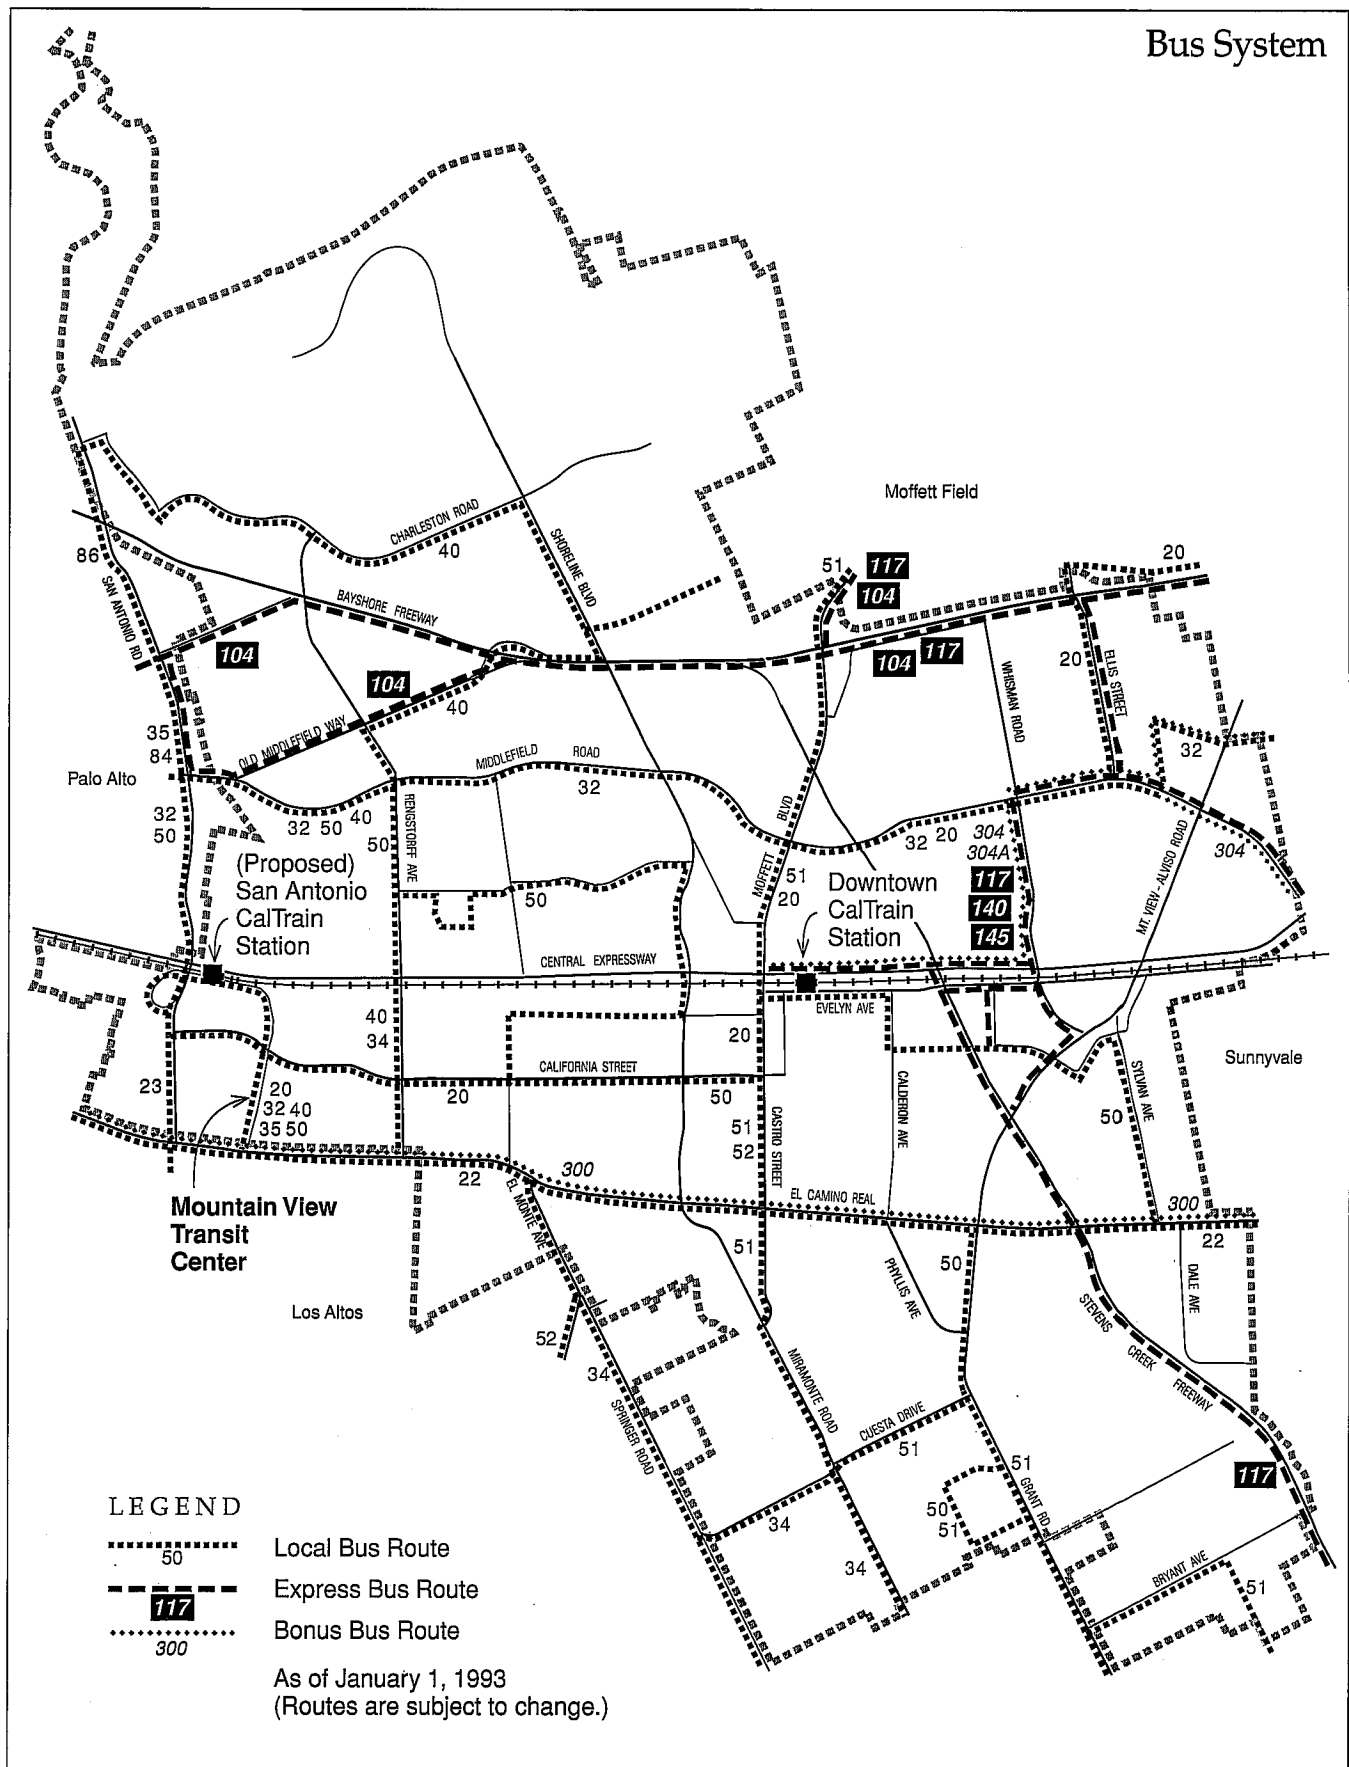 Bus System
Moffett Field
CHARLESTON ROAD
40
SHORELINE BLVD
86
SAN ANTONIO RD
BAYSHORE FREEWAY
51
117
104
20
104
104
117
104
40
WHISMAN ROAD
20
ELLIS STREET
35
84
OLD MIDDLEFIELD WAY
MIDDLEFIELD ROAD
32
32
Palo Alto
32
50
32 50 40
50
RENGSTORFF AVE
MOFFETT BLVD
51
20
32 20
304
304A
117
140
145
304
MT VIEW - ALVISO ROAD
(Proposed)
San Antonio
CalTrain
Station
50
Downtown
CalTrain
Station
CENTRAL EXPRESSWAY
EVELYN AVE
40
34
20
CALIFORNIA STREET
Sunnyvale
23
20
32 40
35 50
20
50
CALDERON AVE
SYLVAN AVE
50
51
52
CASTRO STREET
Mountain View
Transit
Center
22
300
EL CAMINO REAL
300
22
EL MONTE AVE
51
50
PHYLLIS AVE
DALE AVE
Los Altos
52
34
STEVENS CREEK FREEWAY
MIRAMONTE ROAD
SPRINGER ROAD
CUESTA DRIVE
51
51
GRANT RD
117
34
50
51
34
BRYANT AVE
51
LEGEND
50
Local Bus Route
Express Bus Route
117
Bonus Bus Route
300
As of January 1, 1993
(Routes are subject to change.)